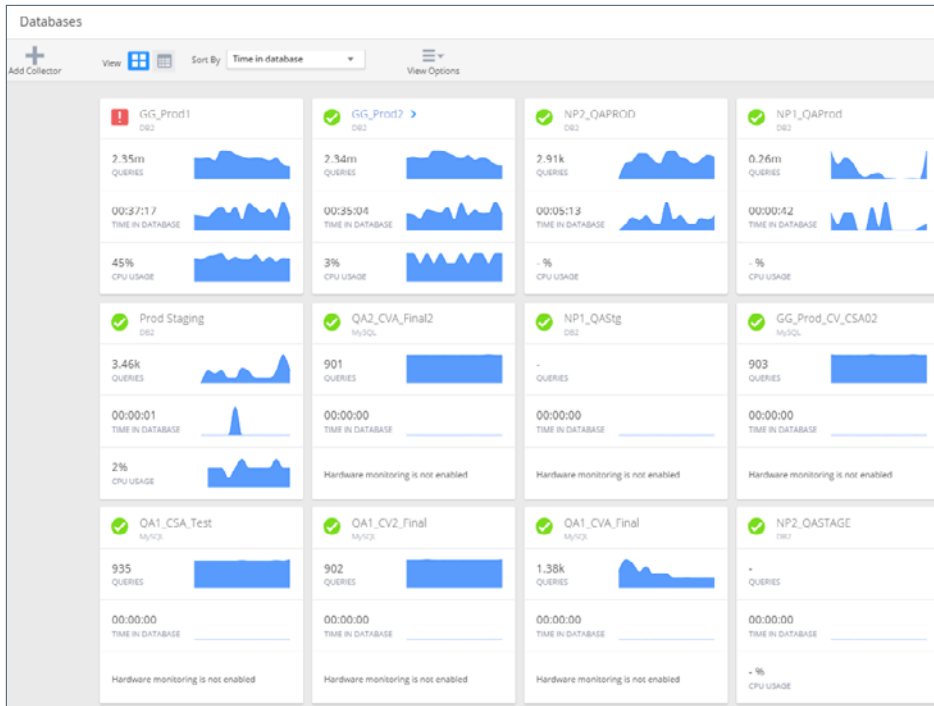 Databases
Add Collector
View
Sort By
Time in database
View Options
GG_Prod1
DB2
2.35m
QUERIES
00:37:17
TIME IN DATABASE
45%
CPU USAGE
GG_Prod2
DB2
2.34m
QUERIES
00:35:04
TIME IN DATABASE
3%
CPU USAGE
NP2_QAPROD
DB2
2.91k
QUERIES
00:05:13
TIME IN DATABASE
- %
CPU USAGE
NP1_QAProd
DB2
0.26m
QUERIES
00:00:42
TIME IN DATABASE
- %
CPU USAGE
Prod Staging
DB2
3.46k
QUERIES
00:00:01
TIME IN DATABASE
2%
CPU USAGE
QA2_CVA_Final2
MySQL
901
QUERIES
00:00:00
TIME IN DATABASE
Hardware monitoring is not enabled
NP1_QAStg
DB2
-
QUERIES
00:00:00
TIME IN DATABASE
Hardware monitoring is not enabled
GG_Prod_CV_CSA02
MySQL
903
QUERIES
00:00:00
TIME IN DATABASE
Hardware monitoring is not enabled
QA1_CSA_Test
MySQL
935
QUERIES
00:00:00
TIME IN DATABASE
Hardware monitoring is not enabled
QA1_CV2_Final
MySQL
902
QUERIES
00:00:00
TIME IN DATABASE
Hardware monitoring is not enabled
QA1_CVA_Final
MySQL
1.38k
QUERIES
00:00:00
TIME IN DATABASE
Hardware monitoring is not enabled
NP2_QASTAGE
DB2
-
QUERIES
00:00:00
TIME IN DATABASE
- %
CPU USAGE